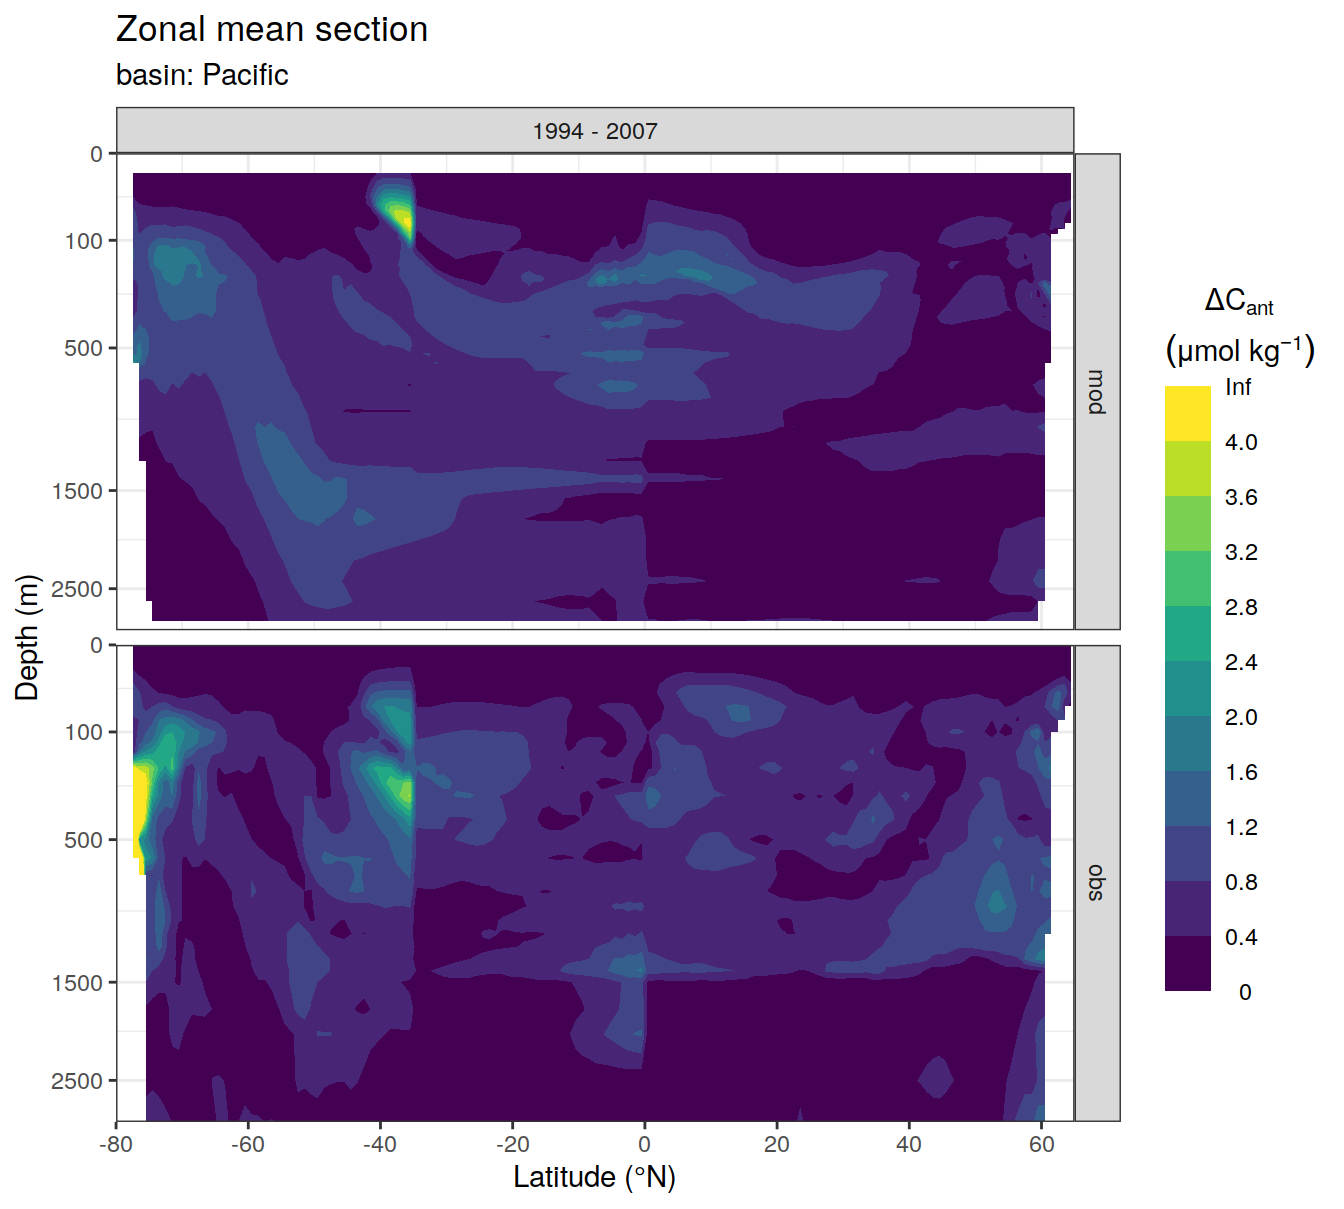 Zonal mean section
basin: Pacific
1994 - 2007
0
100
500
1500
2500
mod
0
100
500
1500
2500
obs
Depth (m)
-80
-60
-40
-20
0
20
40
60
Latitude (°N)
ΔCant
(μmol kg⁻¹)
Inf
4.0
3.6
3.2
2.8
2.4
2.0
1.6
1.2
0.8
0.4
0